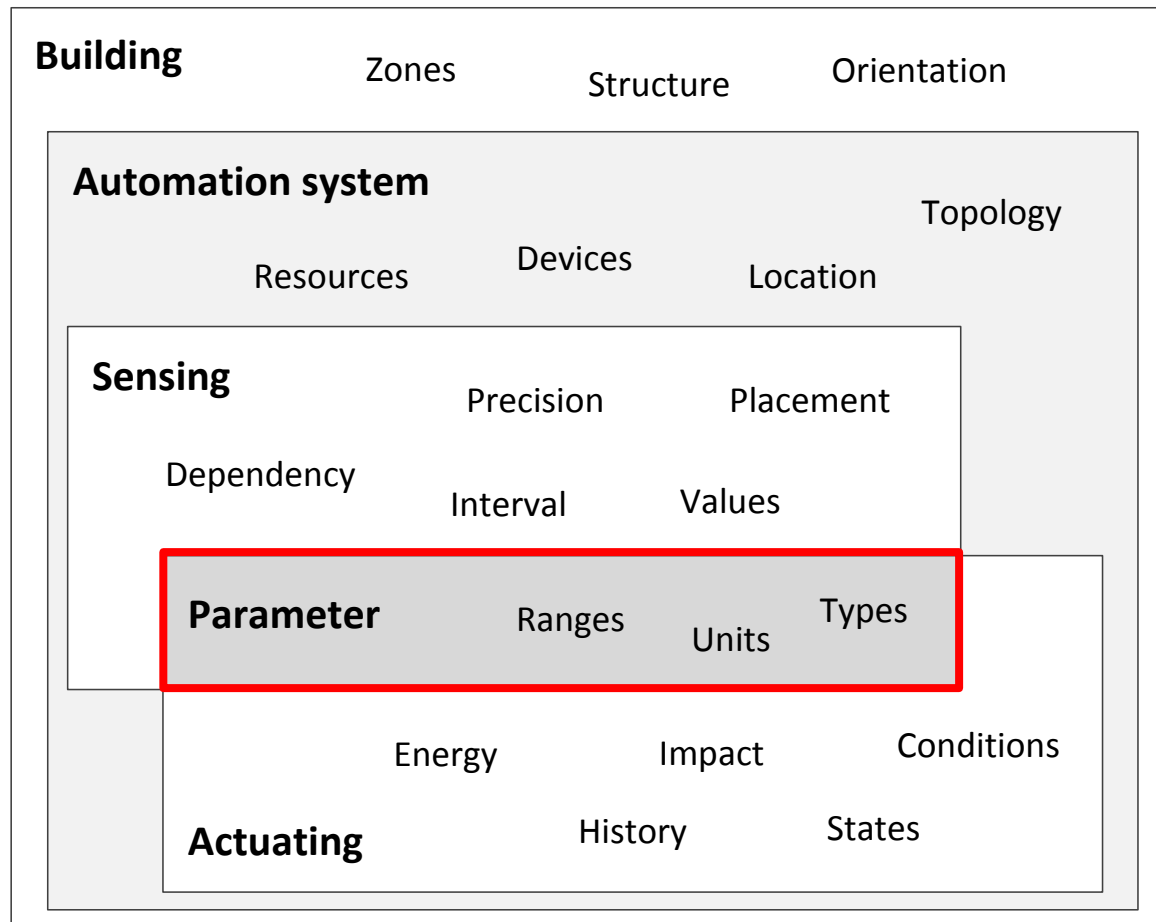 Building
Zones
Structure
Orientation
Automation system
Topology
Resources
Devices
Location
Sensing
Precision
Placement
Dependency
Interval
Values
Parameter
Ranges
Units
Types
Energy
Impact
Conditions
Actuating
History
States